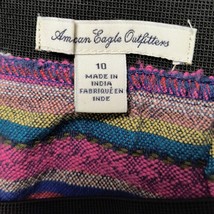 American Eagle Outfitters
10
MADE IN
INDIA
FABRIQUÉ EN
INDE